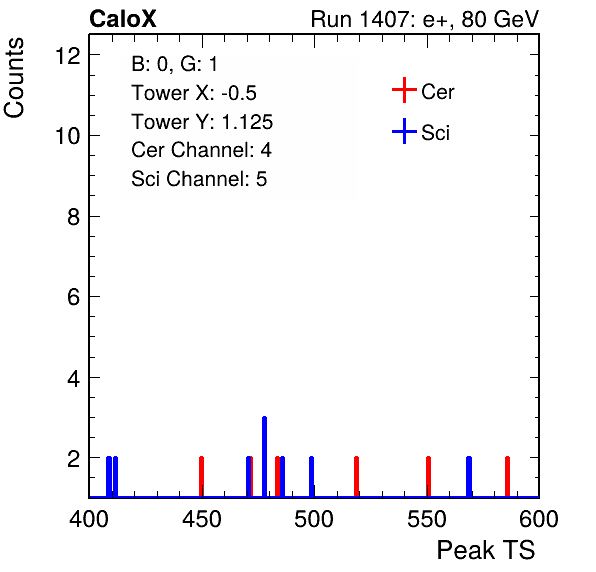 CaloX Run 1407: e+, 80 GeV
Counts
B: 0, G: 1
Tower X: -0.5
Tower Y: 1.125
Cer Channel: 4
Sci Channel: 5
Cer
Sci
12
10
8
6
4
2
400 450 500 550 600
Peak TS